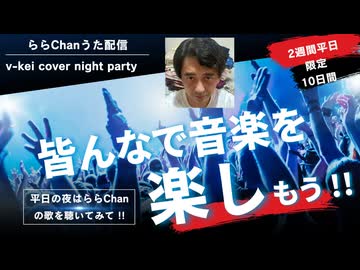 ららChanうた配信
v-kei cover night party
2週間平日
限定
10日間
皆んなで音楽を
楽しもう!!
平日の夜はららChan
の歌を聴いてみて!!